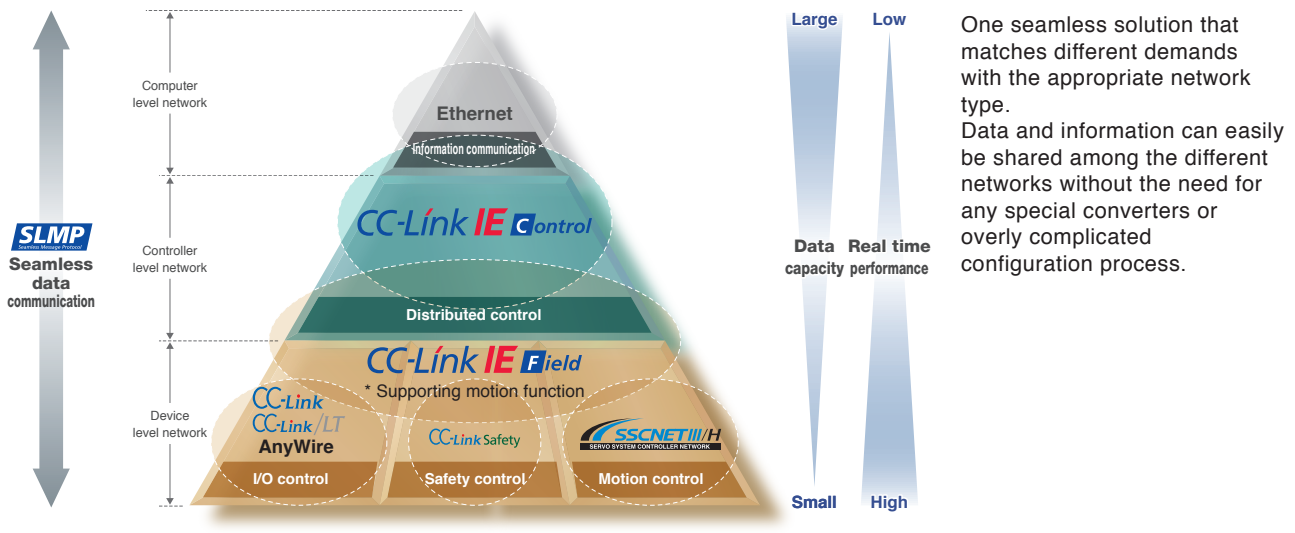 SLMP
Seamless Message Protocol
Seamless
data
communication
Computer
level network
Controller
level network
Device
level network
Ethernet
Information communication
CC-Link IE Control
Distributed control
CC-Link IE Field
* Supporting motion function
CC-Link
CC-Link/LT
AnyWire
I/O control
CC-Link Safety
Safety control
SSCNETIII/H
SERVO SYSTEM CONTROLLER NETWORK
Motion control
Large
Data
capacity
Small
Low
Real time
performance
High
One seamless solution that
matches different demands
with the appropriate network
type.
Data and information can easily
be shared among the different
networks without the need for
any special converters or
overly complicated
configuration process.